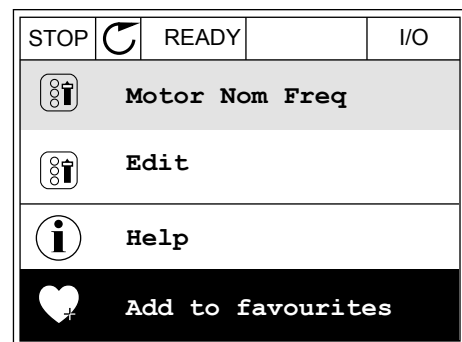 STOP READY I/O
Motor Nom Freq
Edit
Help
Add to favourites